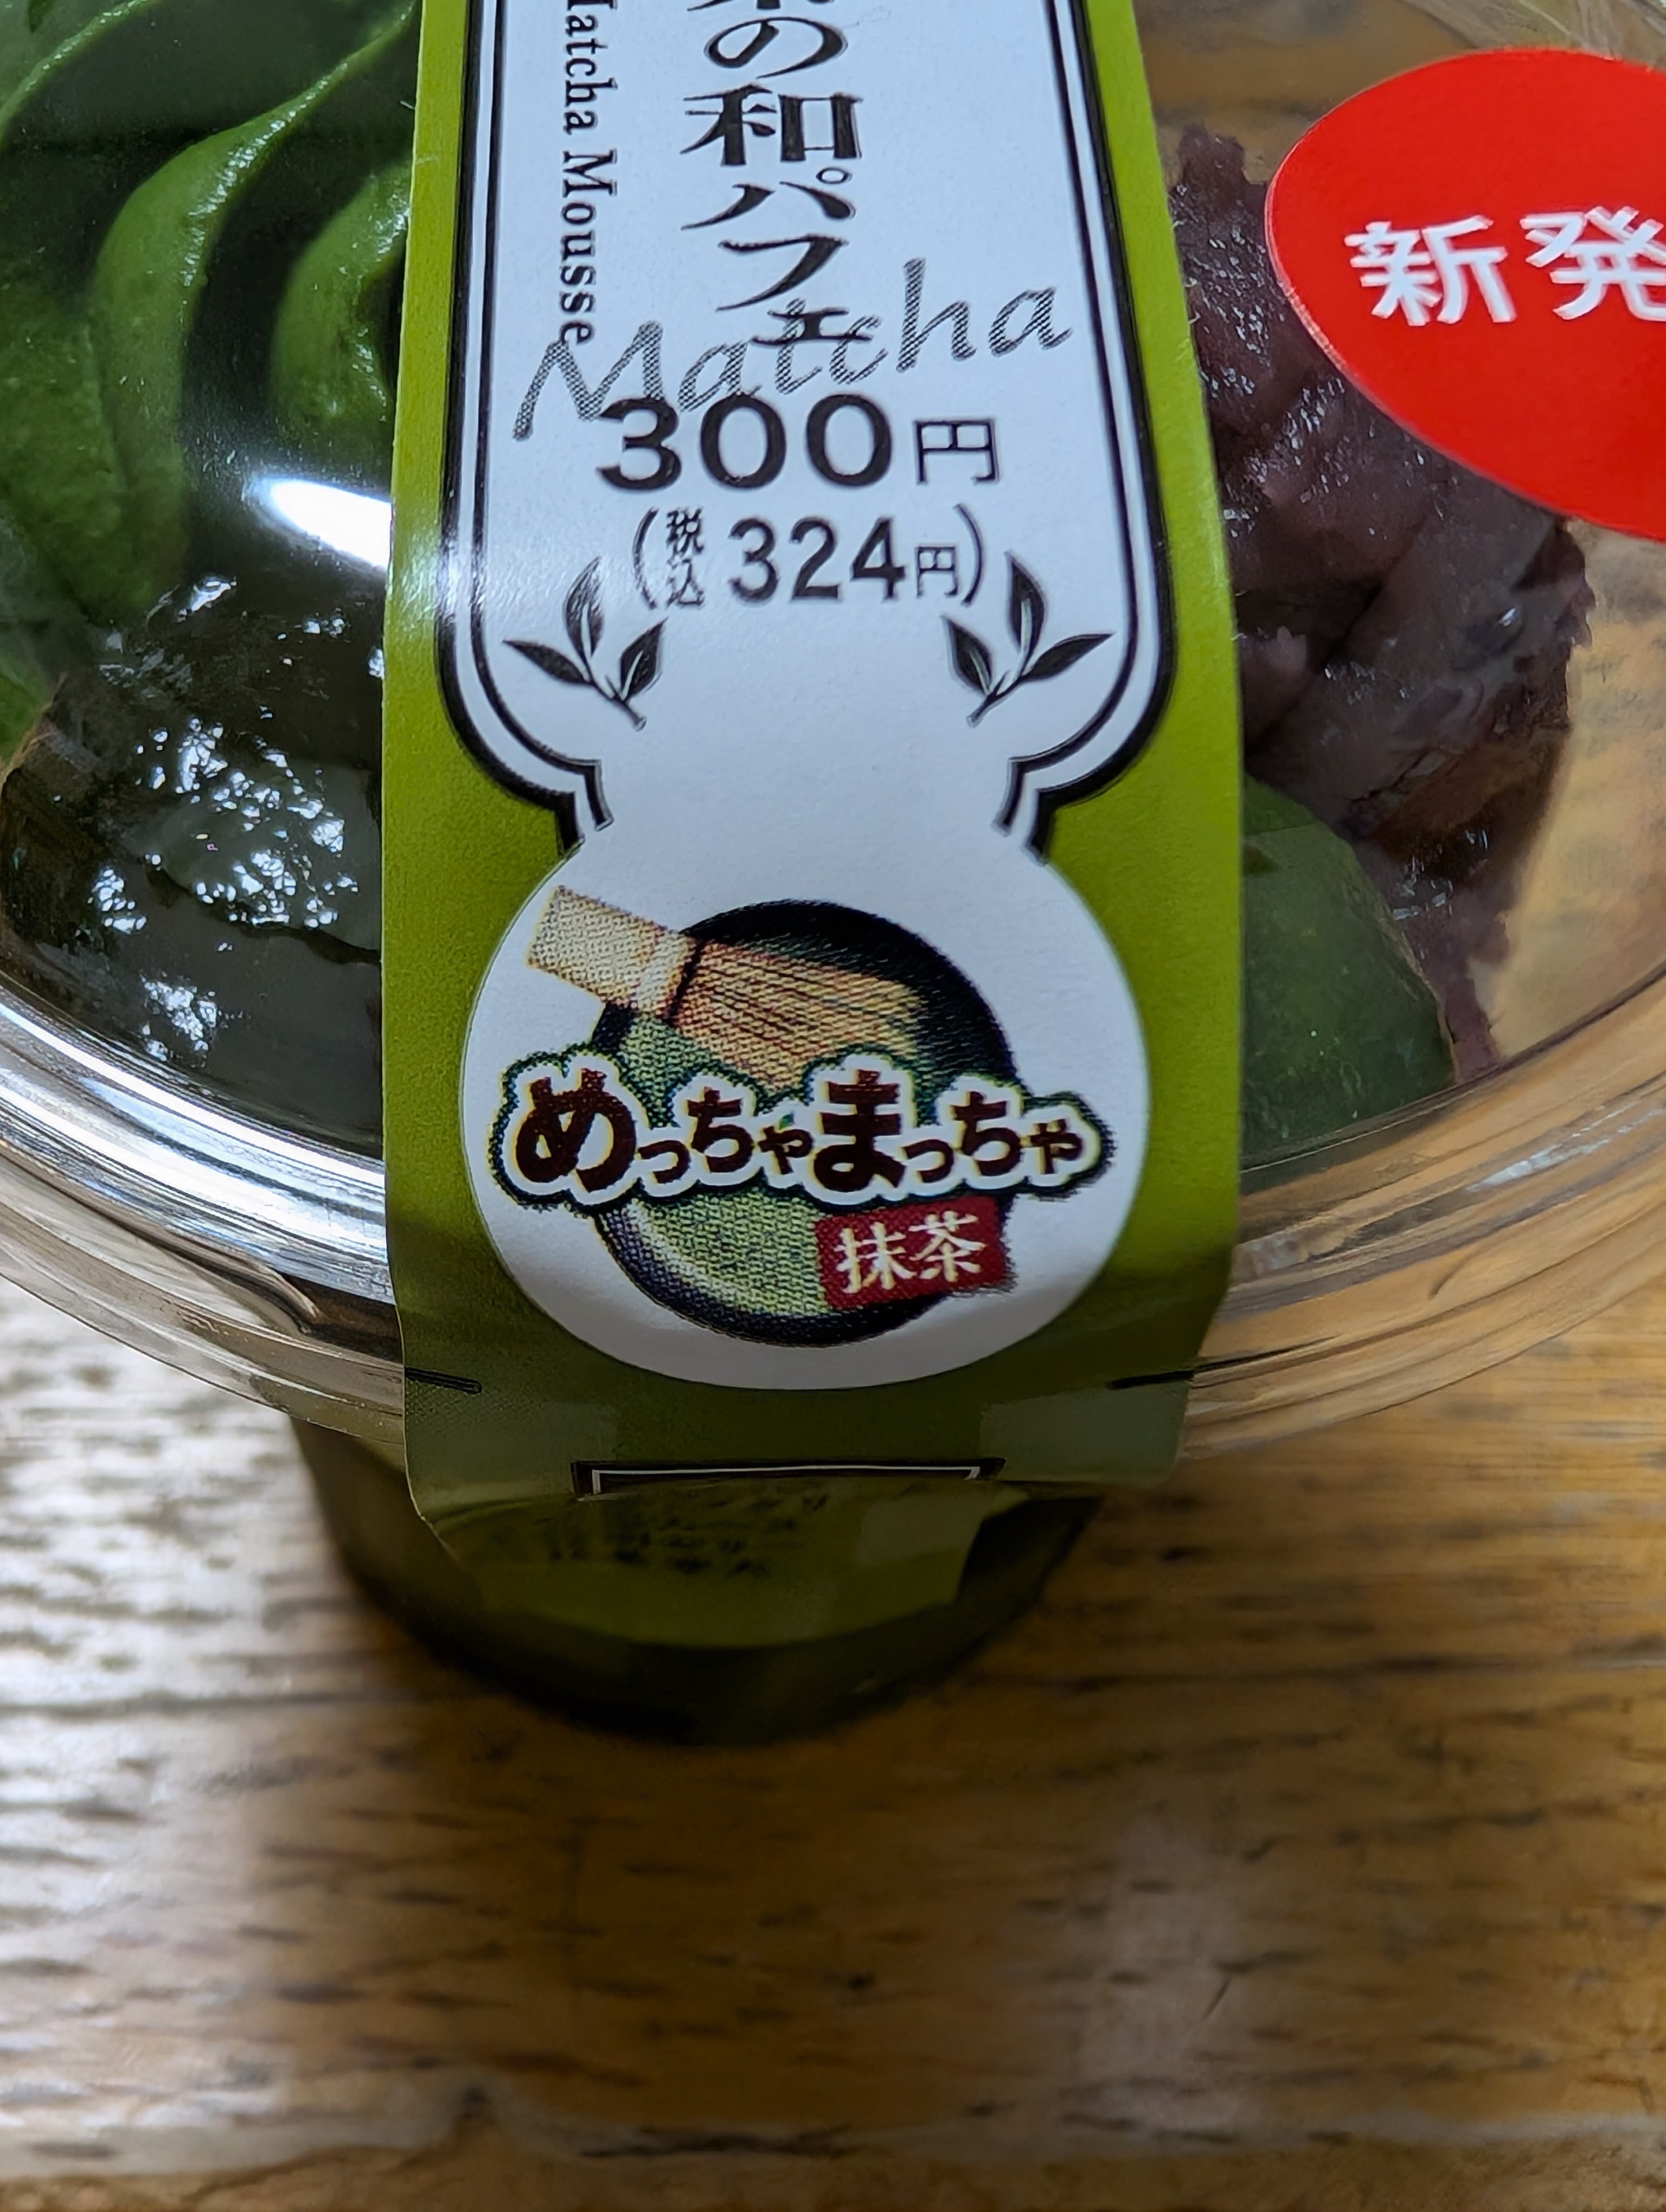 の和パフェ
Matcha Mousse
Matcha
300円
(税込 324円)
新発
めっちゃまっちゃ
抹茶